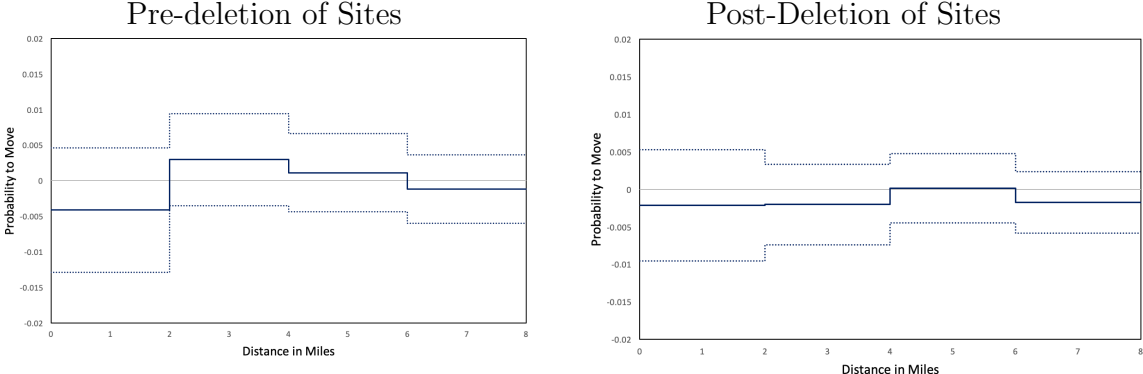 Pre-deletion of Sites
0.02
0.015
0.01
0.005
0
-0.005
-0.01
-0.015
-0.02
Probability to Move
0 1 2 3 4 5 6 7 8
Distance in Miles
Post-Deletion of Sites
0.02
0.015
0.01
0.005
0
-0.005
-0.01
-0.015
-0.02
Probability to Move
0 1 2 3 4 5 6 7 8
Distance in Miles